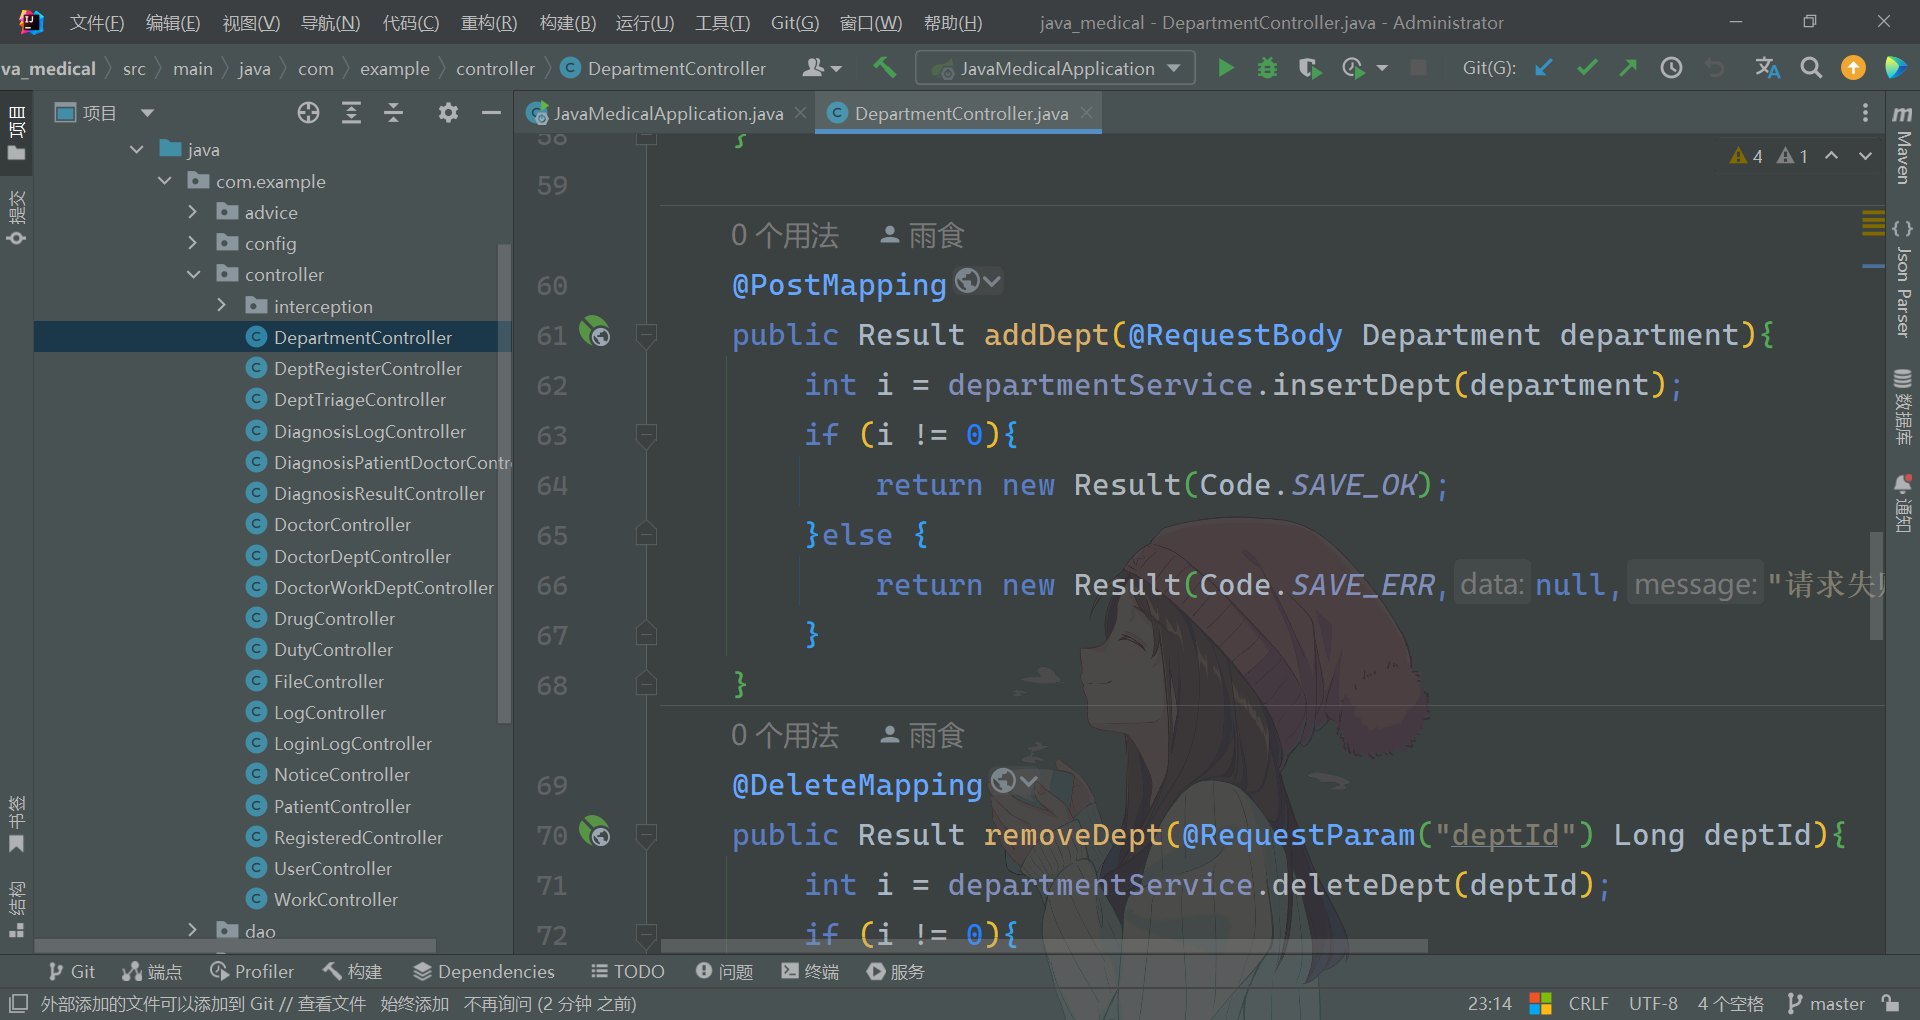 文件(F) 编辑(E) 视图(V) 导航(N) 代码(C) 重构(R) 构建(B) 运行(U) 工具(T) Git(G) 窗口(W) 帮助(H) java_medical - DepartmentController.java - Administrator
va_medical src main java com example controller DepartmentController JavaMedicalApplication Git(G):
项目
JavaMedicalApplication.java DepartmentController.java
项目
提交
书签
结构
java
com.example
advice
config
controller
interception
DepartmentController
DeptRegisterController
DeptTriageController
DiagnosisLogController
DiagnosisPatientDoctorContr
DiagnosisResultController
DoctorController
DoctorDeptController
DoctorWorkDeptController
DrugController
DutyController
FileController
LogController
LoginLogController
NoticeController
PatientController
RegisteredController
UserController
WorkController
dao
4 1
58 }
59
0 个用法 雨食
60 @PostMapping
61 public Result addDept(@RequestBody Department department){
62 int i = departmentService.insertDept(department);
63 if (i != 0){
64 return new Result(Code.SAVE_OK);
65 }else {
66 return new Result(Code.SAVE_ERR, data: null, message: "请求失
67 }
68 }
0 个用法 雨食
69 @DeleteMapping
70 public Result removeDept(@RequestParam("deptId") Long deptId){
71 int i = departmentService.deleteDept(deptId);
72 if (i != 0){
m Maven
{} Json Parser
数据库
通知
Git 端点 Profiler 构建 Dependencies TODO 问题 终端 服务
外部添加的文件可以添加到 Git // 查看文件 始终添加 不再询问 (2 分钟 之前) 23:14 CRLF UTF-8 4 个空格 master